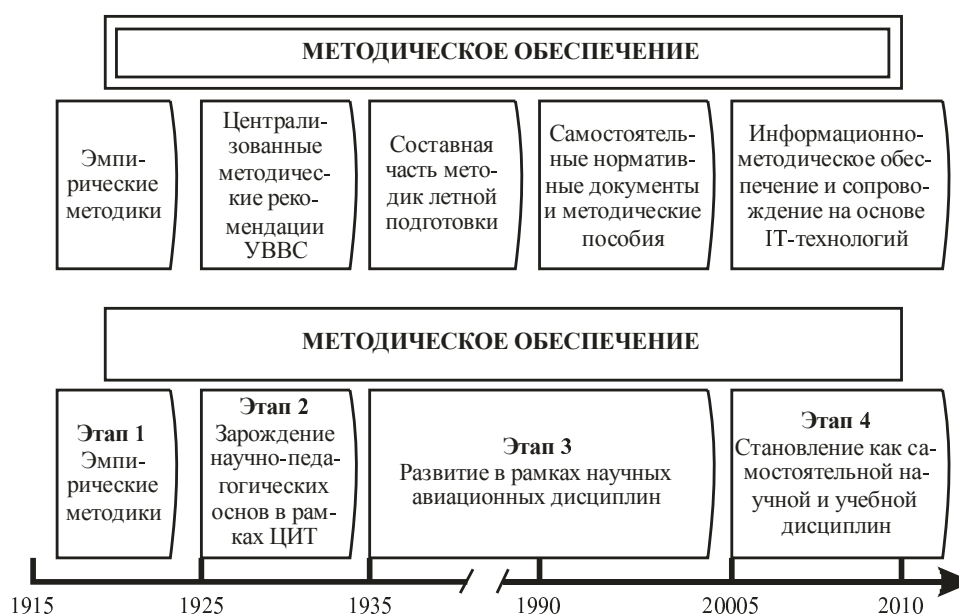 МЕТОДИЧЕСКОЕ ОБЕСПЕЧЕНИЕ
Эмпи-
рические
методики
Централи-
зованные
методичес-
кие реко-
мендации
УВВС
Составная
часть мето-
дик летной
подготовки
Самостоятель-
ные норматив-
ные документы
и методические
пособия
Информационно-
методическое обес-
печение и сопрово-
ждение на основе
IT-технологий
МЕТОДИЧЕСКОЕ ОБЕСПЕЧЕНИЕ
Этап 1
Эмпи-
рические
методики
Этап 2
Зарождение
научно-педа-
гогических
основ в рам-
ках ЦИТ
Этап 3
Развитие в рамках научных
авиационных дисциплин
Этап 4
Становление как са-
мостоятельной на-
учной и учебной
дисциплин
1915 1925 1935 1990 20005 2010